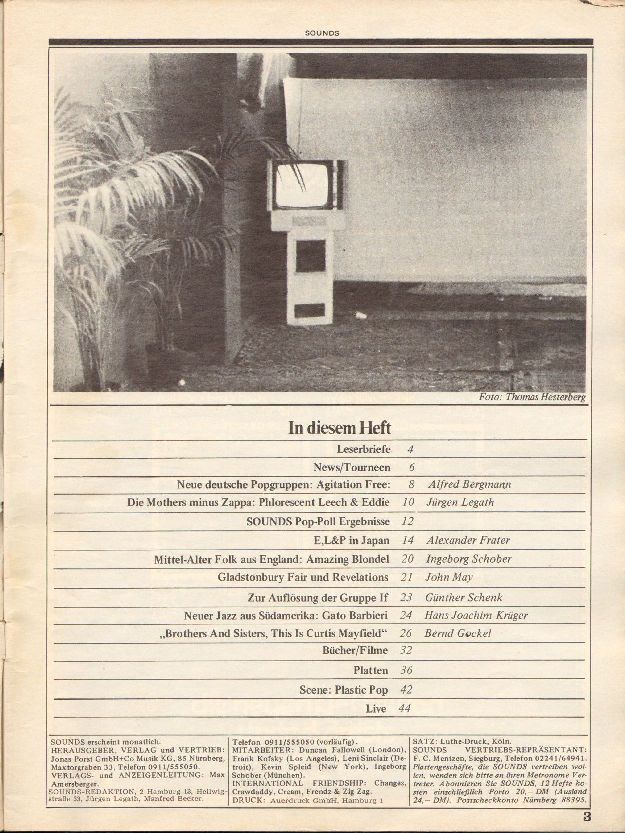 SOUNDS
Foto: Thomas Hesterberg
In diesem Heft
Leserbriefe 4
News/Tourneen 6
Neue deutsche Popgruppen: Agitation Free: 8 Alfred Bergmann
Die Mothers minus Zappa: Phlorescent Leech & Eddie 10 Jürgen Legath
SOUNDS Pop-Poll Ergebnisse 12
E,L&P in Japan 14 Alexander Frater
Mittel-Alter Folk aus England: Amazing Blondel 20 Ingeborg Schober
Gladstonbury Fair und Revelations 21 John May
Zur Auflösung der Gruppe If 23 Günther Schenk
Neuer Jazz aus Südamerika: Gato Barbieri 24 Hans Joachim Krüger
„Brothers And Sisters, This Is Curtis Mayfield“ 26 Bernd Gockel
Bücher/Filme 32
Platten 36
Scene: Plastic Pop 42
Live 44
SOUNDS erscheint monatlich.
HERAUSGEBER, VERLAG und VERTRIEB:
Jonas Porst GmbH+Co Musik KG, 85 Nürnberg,
Maxtorgraben 33, Telefon 0911/555050.
VERLAGS- und ANZEIGENLEITUNG: Max
Amersberger.
SOUNDS-REDAKTION, 2 Hamburg 13, Hellwig-
straße 33, Jürgen Legath, Manfred Becker.
Telefon 0911/555050 (vorläufig).
MITARBEITER: Duncan Fallowell (London),
Frank Kofsky (Los Angeles), Leni Sinclair (De-
troit), Kevin Spleid (New York), Ingeborg
Schober (München).
INTERNATIONAL FRIENDSHIP: Changes,
Crawdaddy, Cream, Frendz & Zig Zag.
DRUCK: Auerdruck GmbH, Hamburg 1
SATZ: Luthe-Druck, Köln.
SOUNDS VERTRIEBS-REPRÄSENTANT:
F. C. Mentzen, Siegburg, Telefon 02241/64941.
Plattengeschäfte, die SOUNDS vertreiben wol-
len, wenden sich bitte an ihren Metronome Ver-
treter. Abonnieren Sie SOUNDS, 12 Hefte ko-
sten einschließlich Porto 20,– DM (Ausland
24,– DM). Postscheckkonto Nürnberg 88395.
3